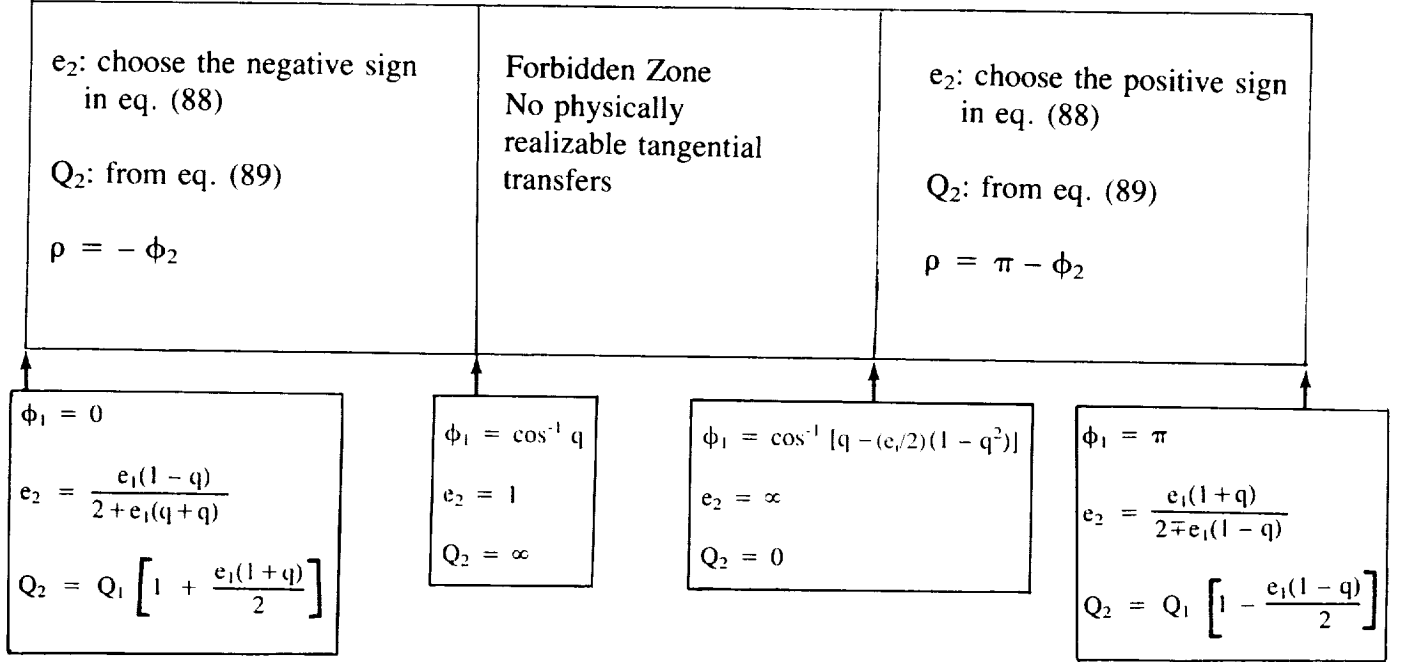 e₂: choose the negative sign
in eq. (88)
Q₂: from eq. (89)
ρ = − ϕ₂
Forbidden Zone
No physically
realizable tangential
transfers
e₂: choose the positive sign
in eq. (88)
Q₂: from eq. (89)
ρ = π − ϕ₂
ϕ₁ = 0
e₂ = e₁(1 − q) / 2 + e₁(q + q)
Q₂ = Q₁ [1 + e₁(1 + q) / 2]
ϕ₁ = cos⁻¹ q
e₂ = 1
Q₂ = ∞
ϕ₁ = cos⁻¹ [q − (e₁/2)(1 − q²)]
e₂ = ∞
Q₂ = 0
ϕ₁ = π
e₂ = e₁(1 + q) / 2 ∓ e₁(1 − q)
Q₂ = Q₁ [1 − e₁(1 − q) / 2]